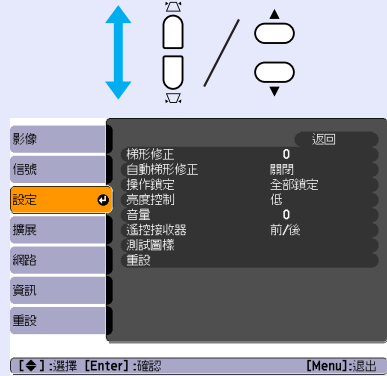 影像
信號
設定
擴展
網路
資訊
重設
返回
梯形修正 0
自動梯形修正 關閉
操作鎖定 全部鎖定
亮度控制 低
音量 0
遙控接收器 前/後
測試圖樣
重設
[◆]:選擇 [Enter]:確認 [Menu]:退出